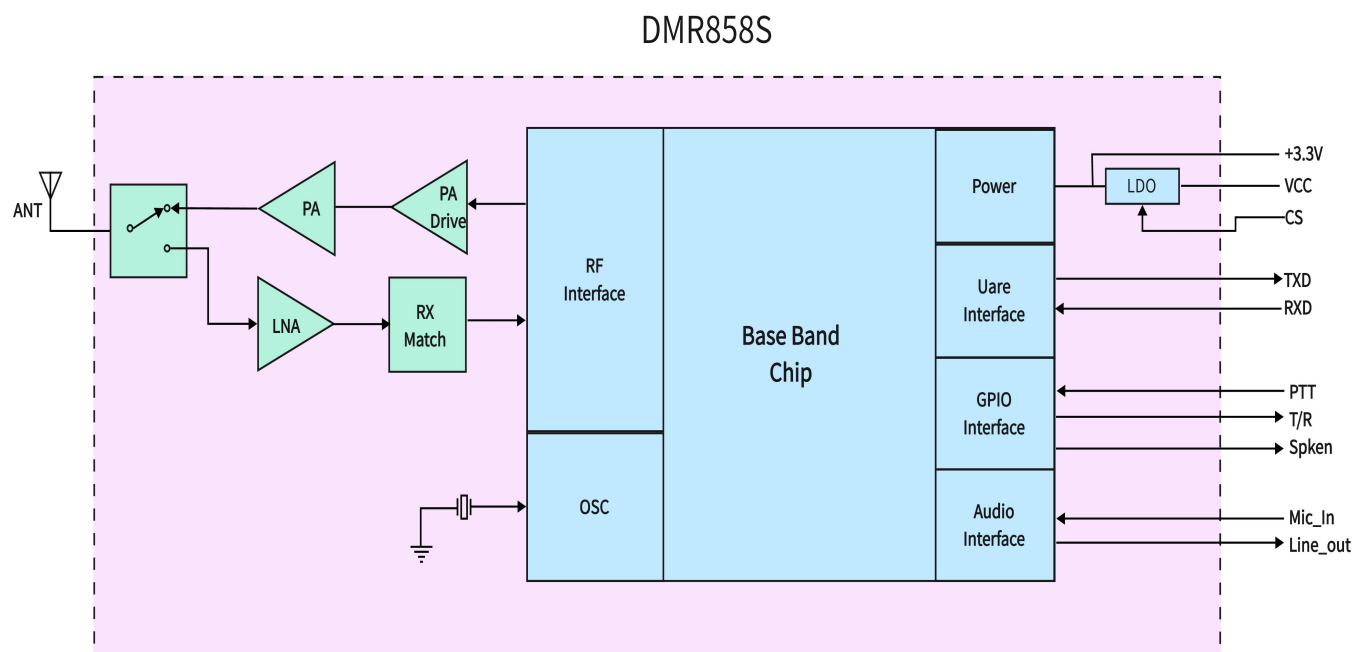 DMR858S
ANT
PA
PA
Drive
LNA
RX
Match
RF
Interface
OSC
Base Band
Chip
Power
Uare
Interface
GPIO
Interface
Audio
Interface
LDO
+3.3V
VCC
CS
TXD
RXD
PTT
T/R
Spken
Mic_In
Line_out